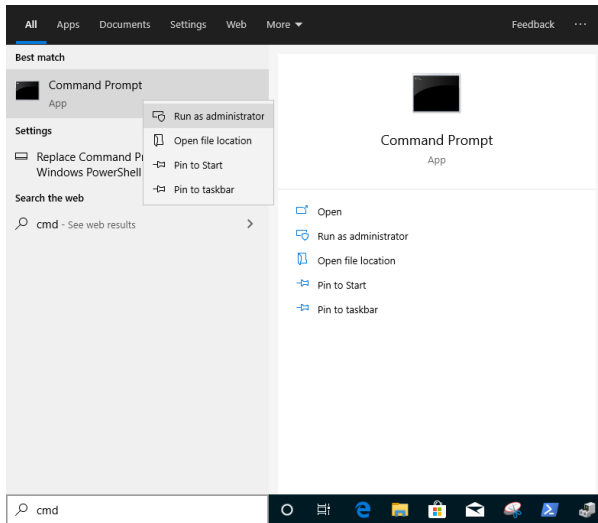 All Apps Documents Settings Web More Feedback ...
Best match
Command Prompt
App
Run as administrator
Open file location
Pin to Start
Pin to taskbar
Settings
Replace Command
Windows PowerShell
Search the web
cmd - See web results
Command Prompt
App
Open
Run as administrator
Open file location
Pin to Start
Pin to taskbar
cmd